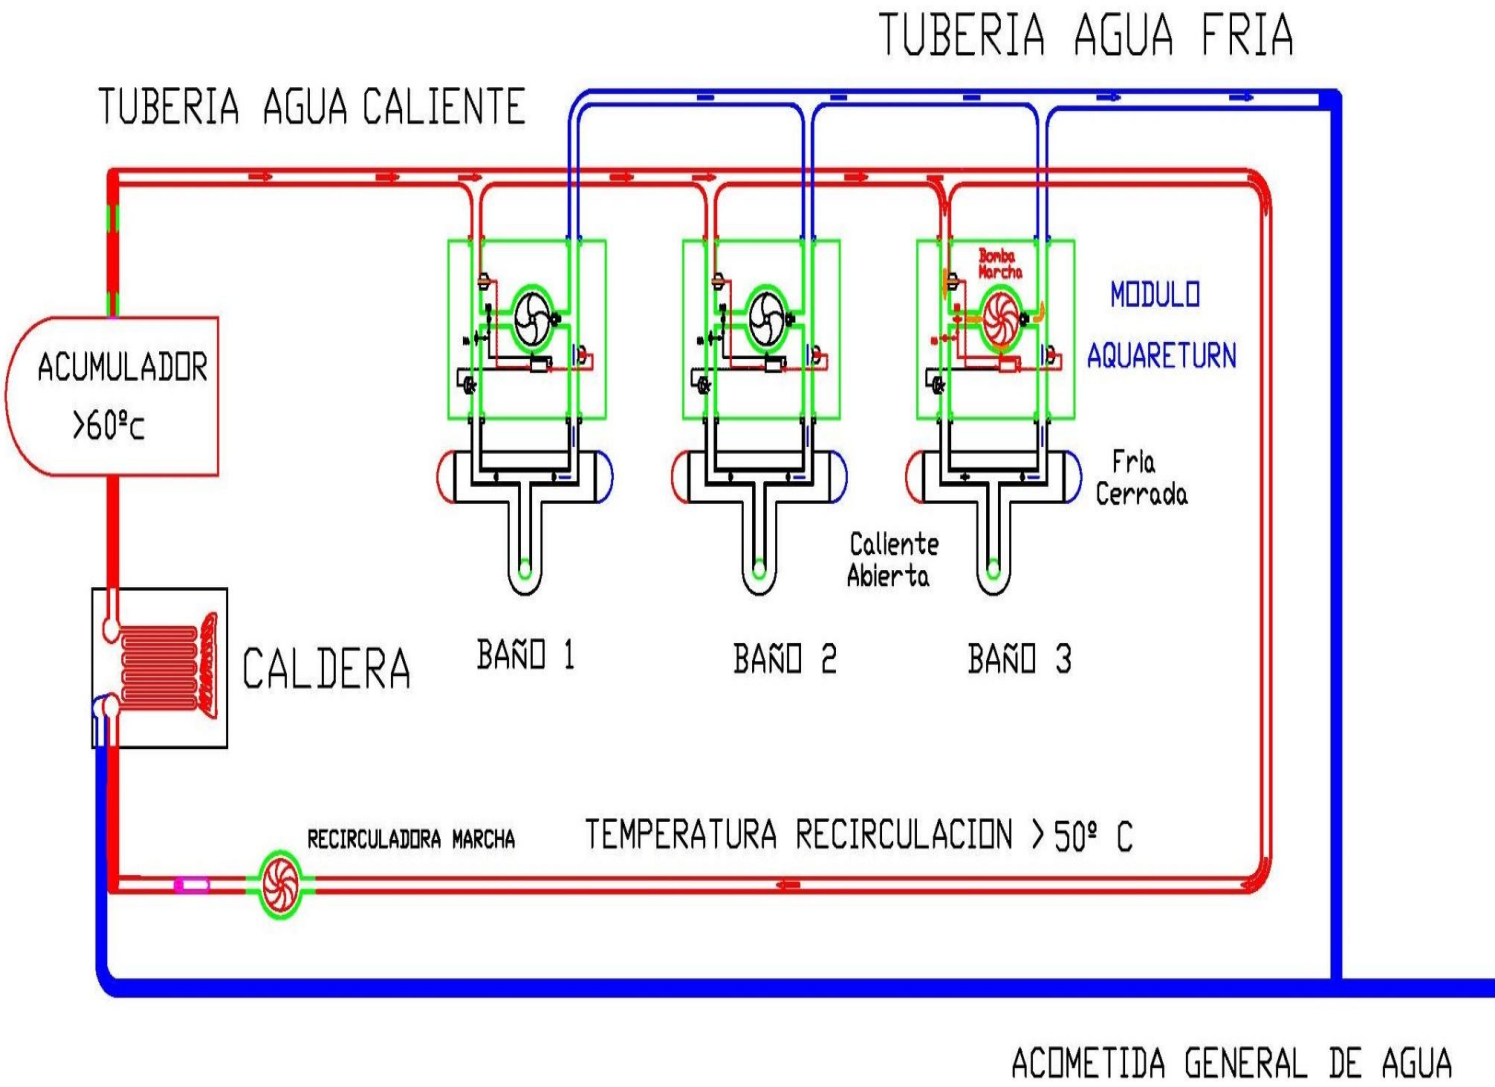 TUBERIA AGUA FRIA
TUBERIA AGUA CALIENTE
Bomba
Marcha
MODULO
AQUARETURN
ACUMULADOR
>60ºc
Fria
Cerrada
Caliente
Abierta
BAÑO 1
BAÑO 2
BAÑO 3
CALDERA
RECIRCULADORA MARCHA
TEMPERATURA RECIRCULACION > 50º C
ACOMETIDA GENERAL DE AGUA